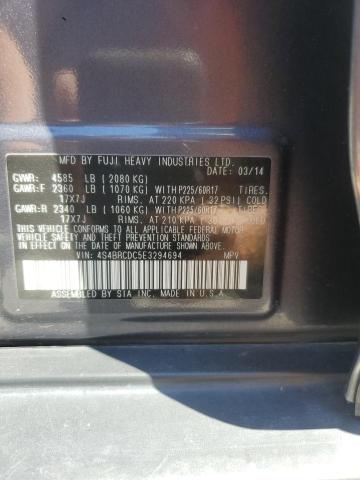 MFD BY FUJI HEAVY INDUSTRIES LTD.
DATE: 03/14
GVWR: 4585 LB ( 2080 KG)
GAWR:F 2360 LB ( 1070 KG) WITH P225/60R17 TIRES,
17X7J RIMS, AT 220 KPA ( 32 PSI) COLD
GAWR:R 2340 LB ( 1060 KG) WITH P225/60R17 TIRES,
17X7J RIMS, AT 210 KPA
THIS VEHICLE CONFORMS TO ALL APPLICABLE FEDERAL MOTOR
VEHICLE SAFETY AND THEFT PREVENTION STANDARDS IN EFFECT ON THE DATE OF MANUFACTURE SHOWN ABOVE.
VIN: 4S4BRCDC5E3294694 MPV
ASSEMBLED BY SIA, INC. MADE IN U.S.A.